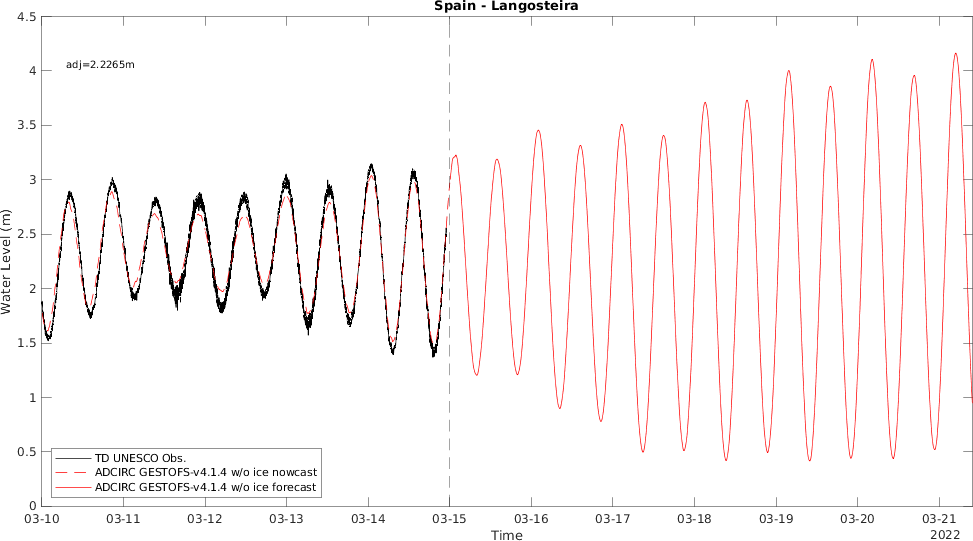 Spain - Langosteira
4.5
4
3.5
3
2.5
2
1.5
1
0.5
0
Water Level (m)
adj=2.2265m
TD UNESCO Obs.
ADCIRC GESTOFS-v4.1.4 w/o ice nowcast
ADCIRC GESTOFS-v4.1.4 w/o ice forecast
03-10 03-11 03-12 03-13 03-14 03-15 03-16 03-17 03-18 03-19 03-20 03-21
2022
Time